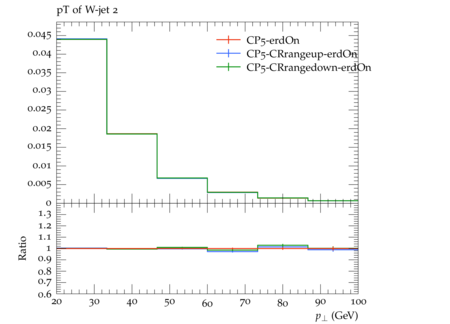 pT of W-jet 2
0.045
0.04
0.035
0.03
0.025
0.02
0.015
0.01
0.005
0
CP5-erdOn
CP5-CRrangeup-erdOn
CP5-CRrangedown-erdOn
1.3
1.2
1.1
1
0.9
0.8
0.7
0.6
Ratio
20 30 40 50 60 70 80 90 100
p⊥ (GeV)